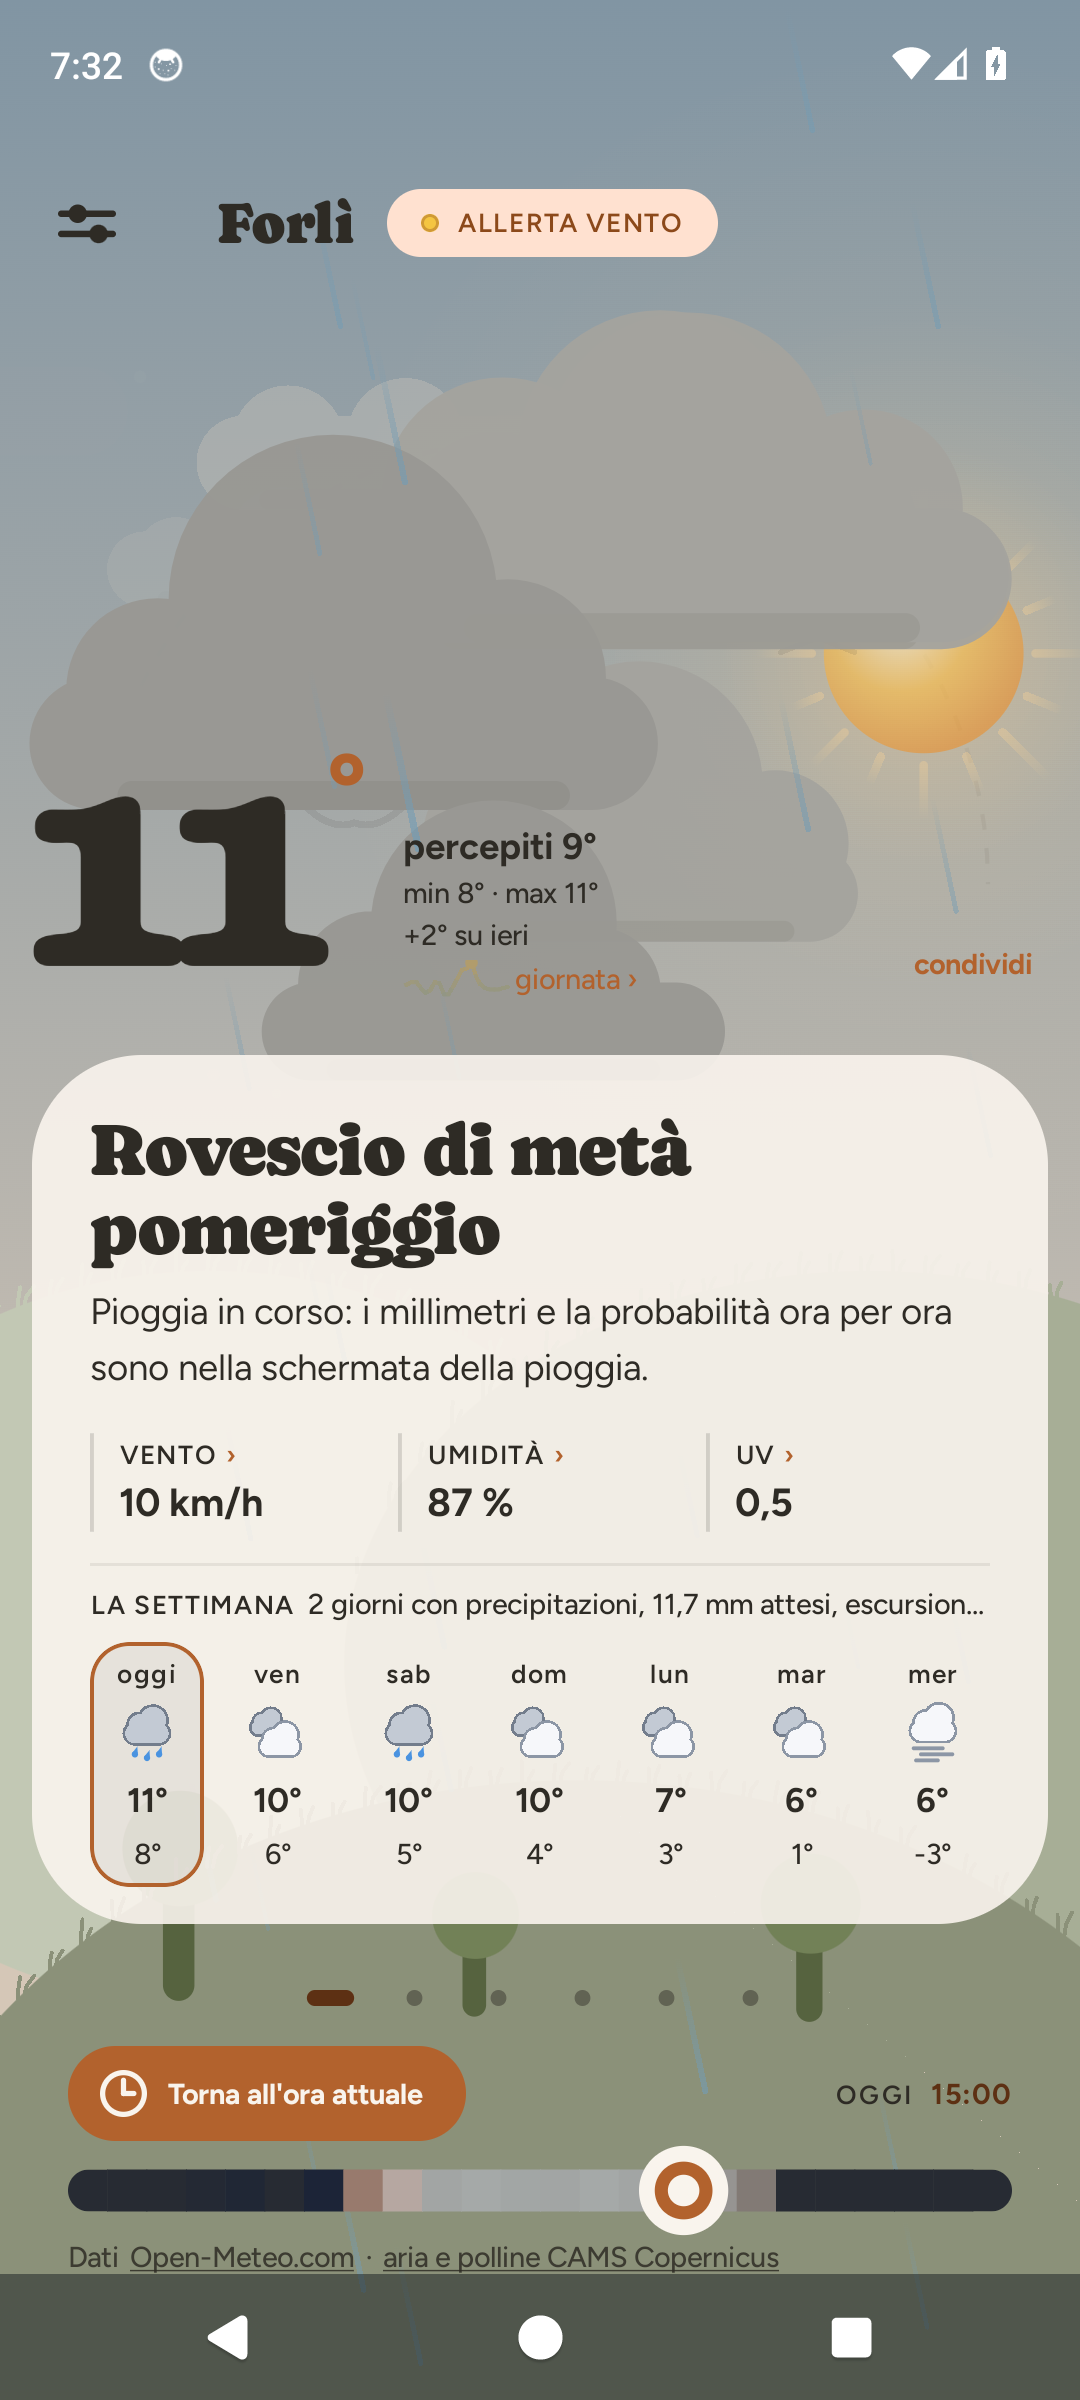 7:32
Forlì
ALLERTA VENTO
11
percepiti 9°
min 8° · max 11°
+2° su ieri
giornata ›
condividi
Rovescio di metà
pomeriggio
Pioggia in corso: i millimetri e la probabilità ora per ora
sono nella schermata della pioggia.
VENTO › UMIDITÀ › UV ›
10 km/h 87 % 0,5
LA SETTIMANA 2 giorni con precipitazioni, 11,7 mm attesi, escursion...
oggi ven sab dom lun mar mer
11° 10° 10° 10° 7° 6° 6°
8° 6° 5° 4° 3° 1° -3°
Torna all'ora attuale
OGGI 15:00
Dati Open-Meteo.com · aria e polline CAMS Copernicus